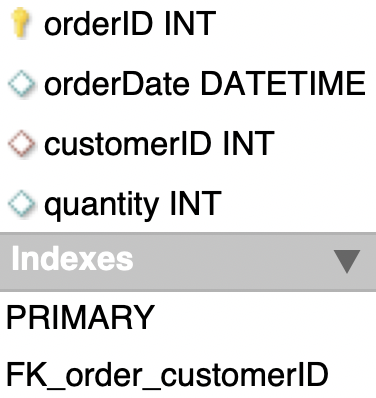 orderID INT
orderDate DATETIME
customerID INT
quantity INT
Indexes
PRIMARY
FK_order_customerID